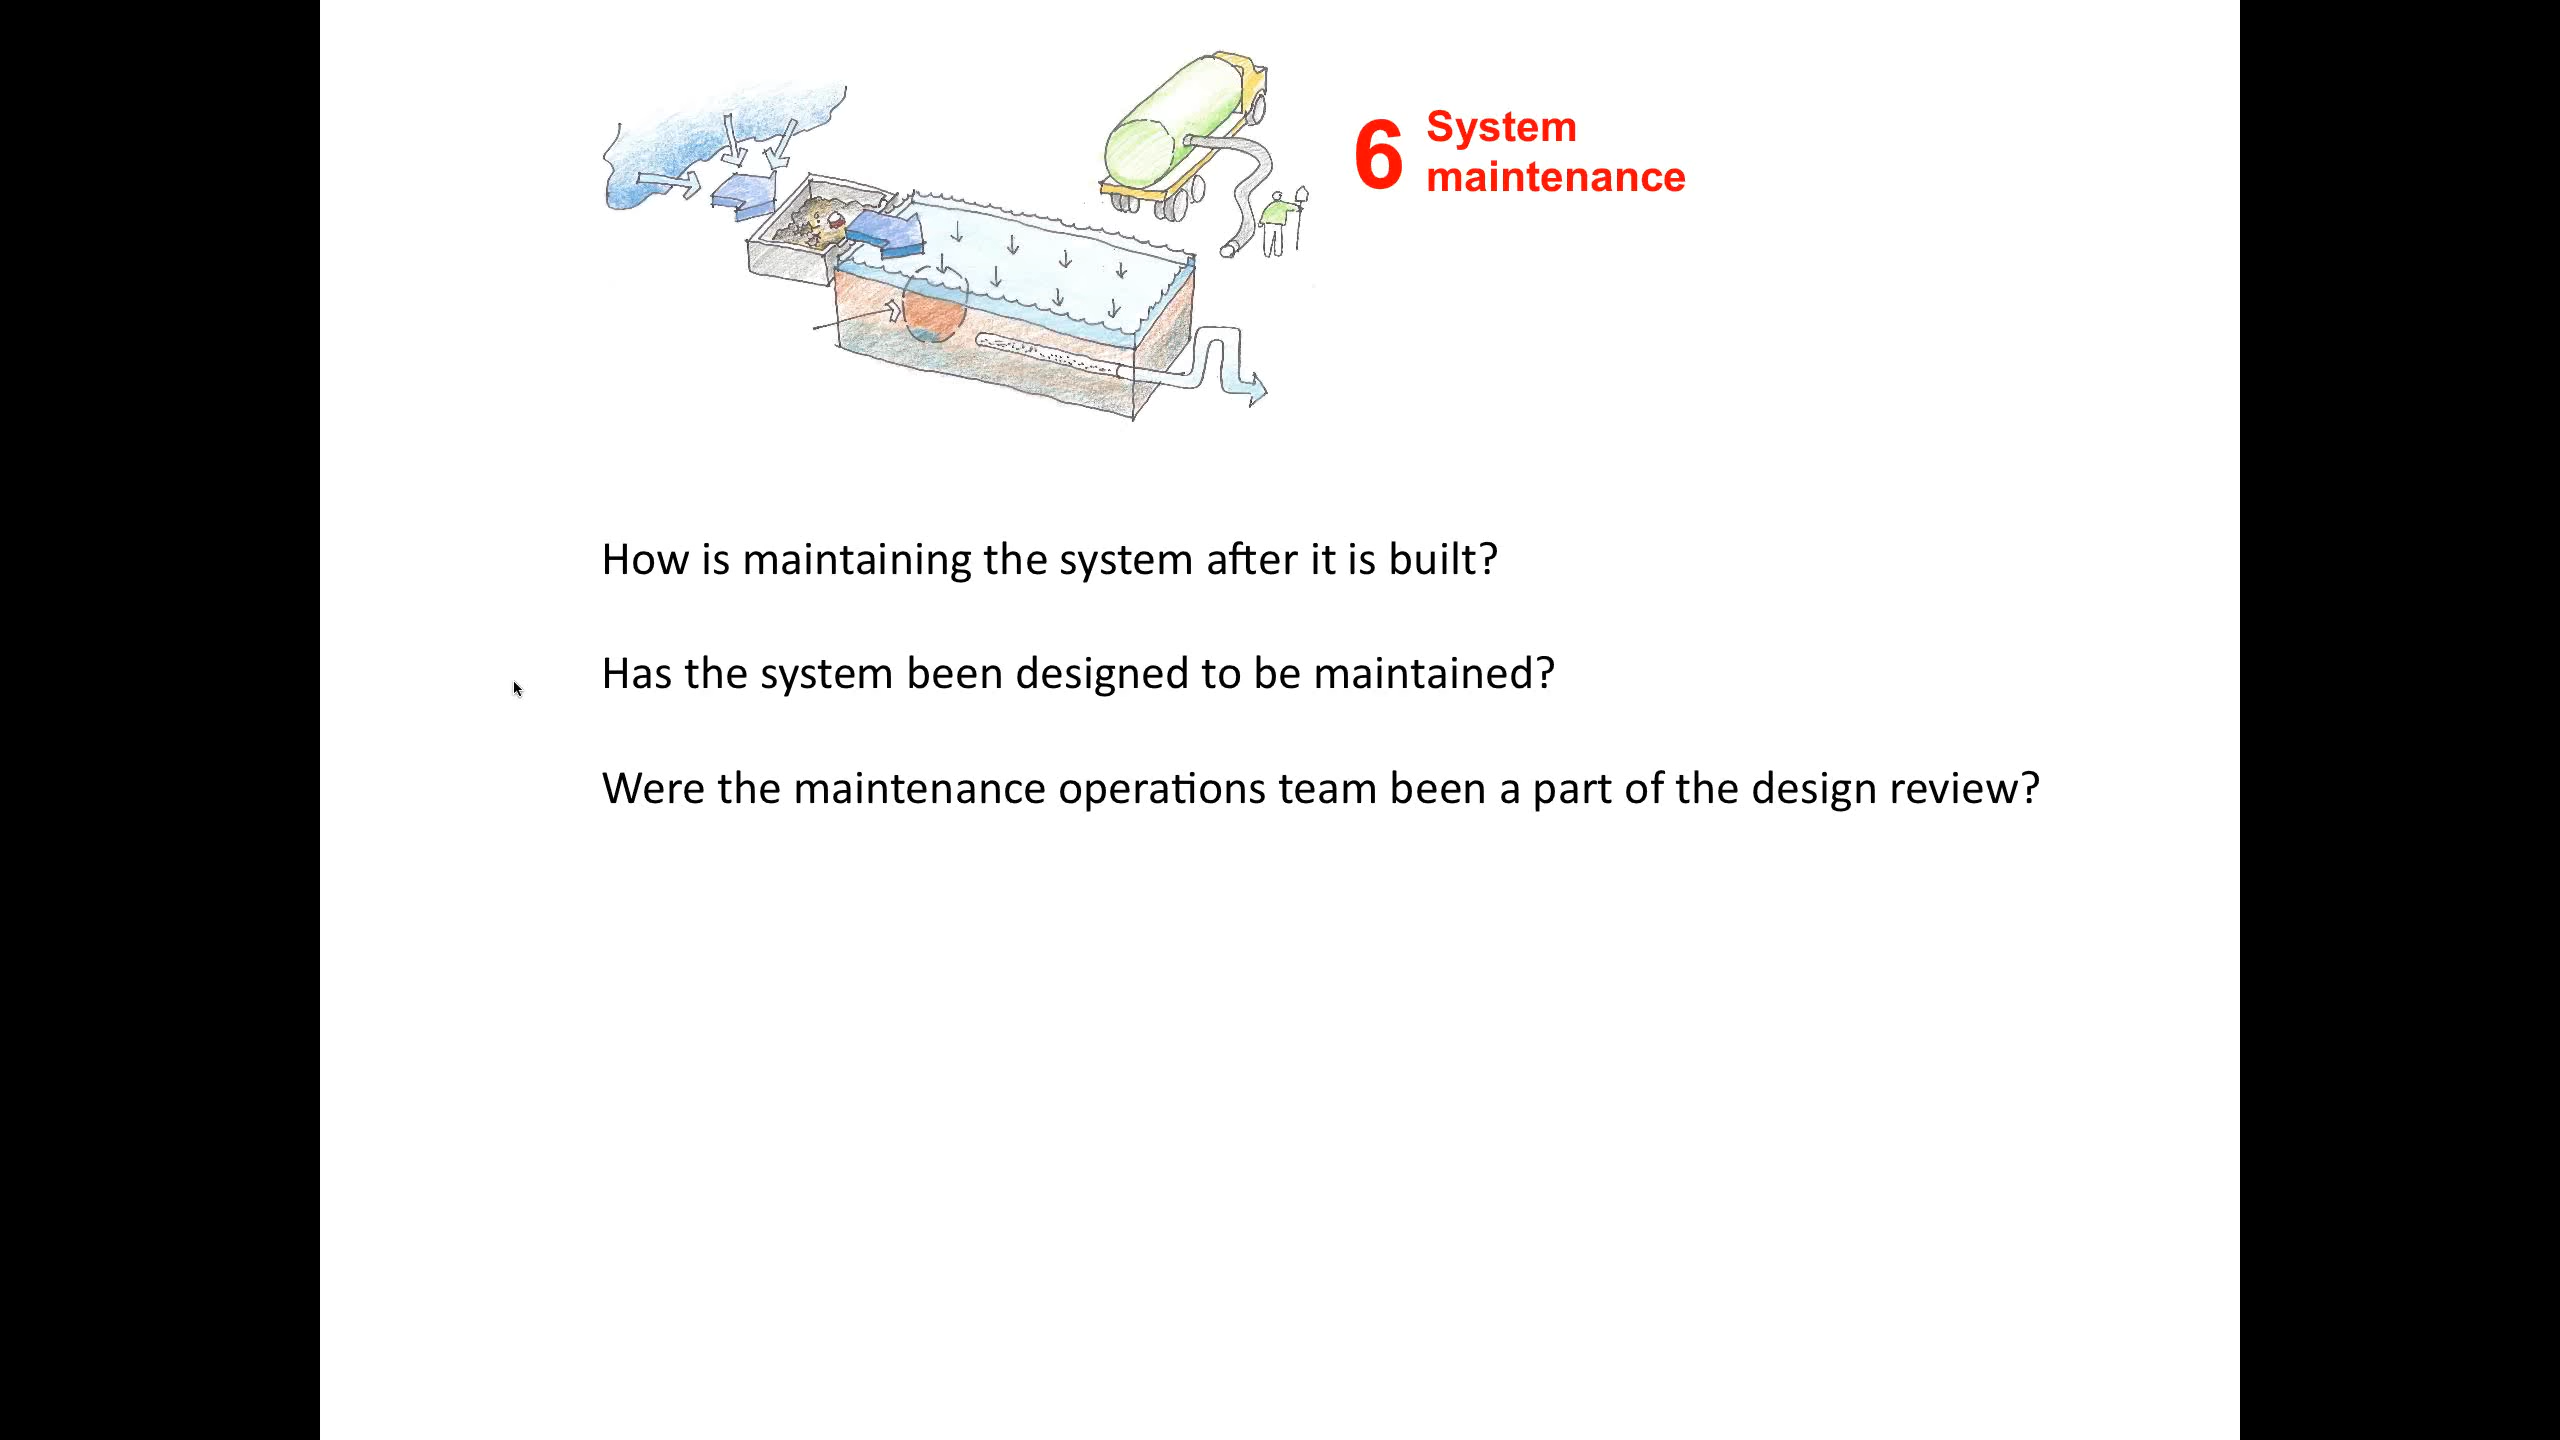 6 System
maintenance
How is maintaining the system after it is built?
Has the system been designed to be maintained?
Were the maintenance operations team been a part of the design review?